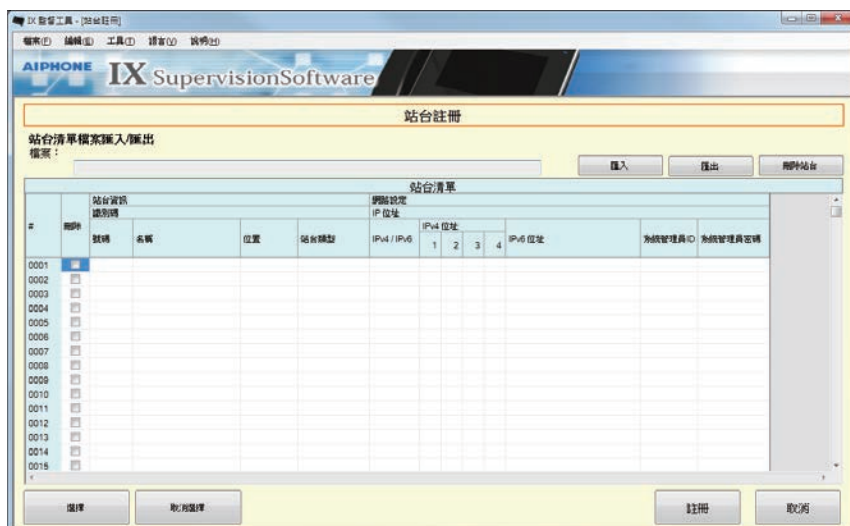 IX 監督工具 - [站台註冊]
檔案(F) 編輯(E) 工具(T) 語言(V) 說明(H)
AIPHONE IX SupervisionSoftware
站台註冊
站台清單檔案匯入/匯出
檔案：
匯入 匯出 刪除站台
站台清單
站台資訊 網路設定
識別碼 IP 位址
# 刪除 號碼 名稱 位置 站台類型 IPv4 / IPv6 IPv4 位址 IPv6 位址 系統管理員ID 系統管理員密碼
1 2 3 4
0001
0002
0003
0004
0005
0006
0007
0008
0009
0010
0011
0012
0013
0014
0015
選擇 取消選擇 註冊 取消